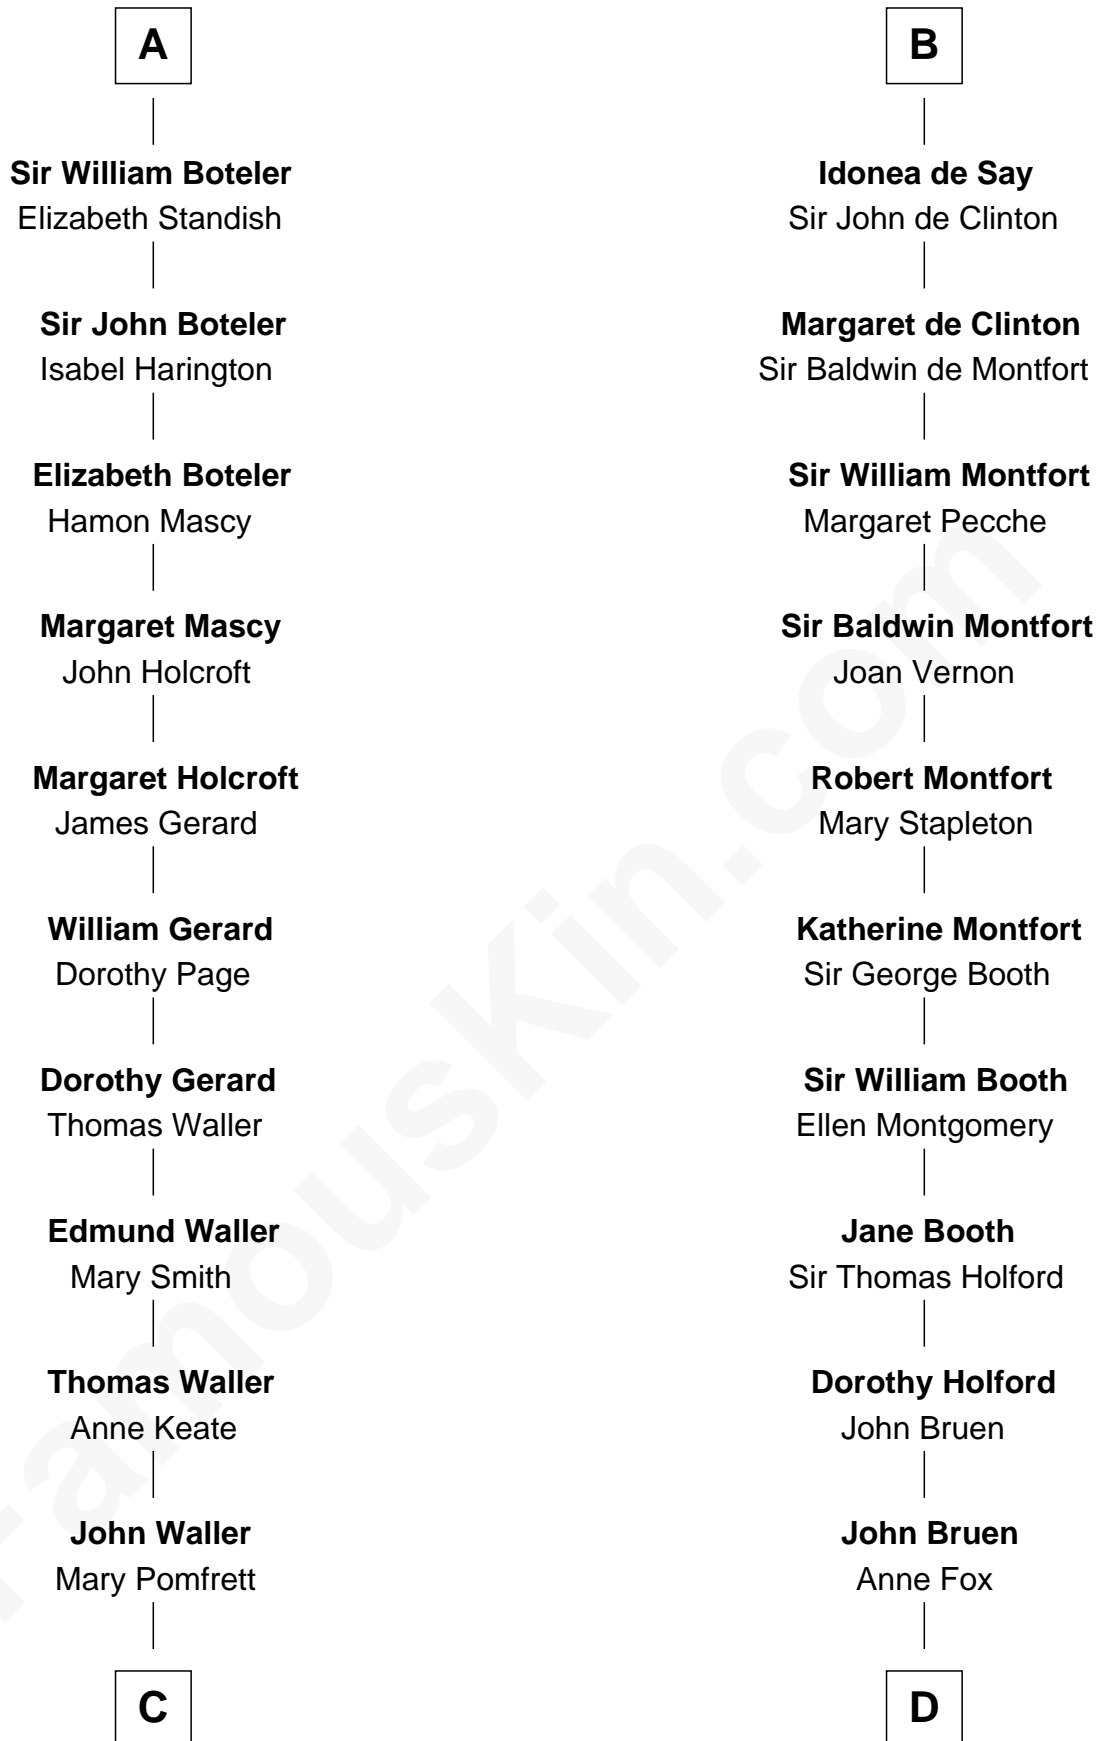 A
Sir William Boteler
Elizabeth Standish
Sir John Boteler
Isabel Harington
Elizabeth Boteler
Hamon Mascy
Margaret Mascy
John Holcroft
Margaret Holcroft
James Gerard
William Gerard
Dorothy Page
Dorothy Gerard
Thomas Waller
Edmund Waller
Mary Smith
Thomas Waller
Anne Keate
John Waller
Mary Pomfrett
C
B
Idonea de Say
Sir John de Clinton
Margaret de Clinton
Sir Baldwin de Montfort
Sir William Montfort
Margaret Pecche
Sir Baldwin Montfort
Joan Vernon
Robert Montfort
Mary Stapleton
Katherine Montfort
Sir George Booth
Sir William Booth
Ellen Montgomery
Jane Booth
Sir Thomas Holford
Dorothy Holford
John Bruen
John Bruen
Anne Fox
D
FamousKin.com